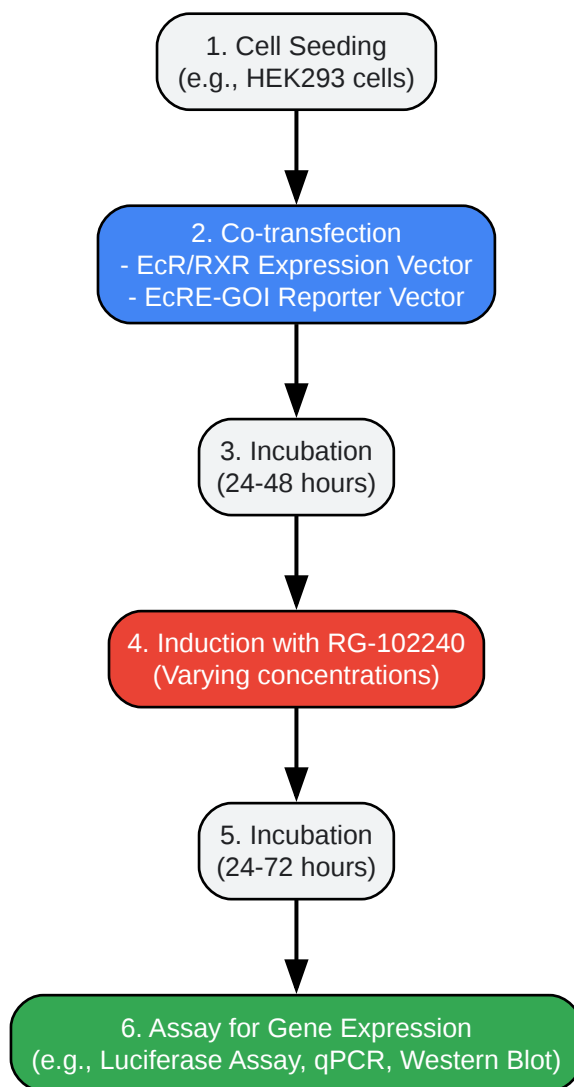 1. Cell Seeding
(e.g., HEK293 cells)
2. Co-transfection
- EcR/RXR Expression Vector
- EcRE-GOI Reporter Vector
3. Incubation
(24-48 hours)
4. Induction with RG-102240
(Varying concentrations)
5. Incubation
(24-72 hours)
6. Assay for Gene Expression
(e.g., Luciferase Assay, qPCR, Western Blot)